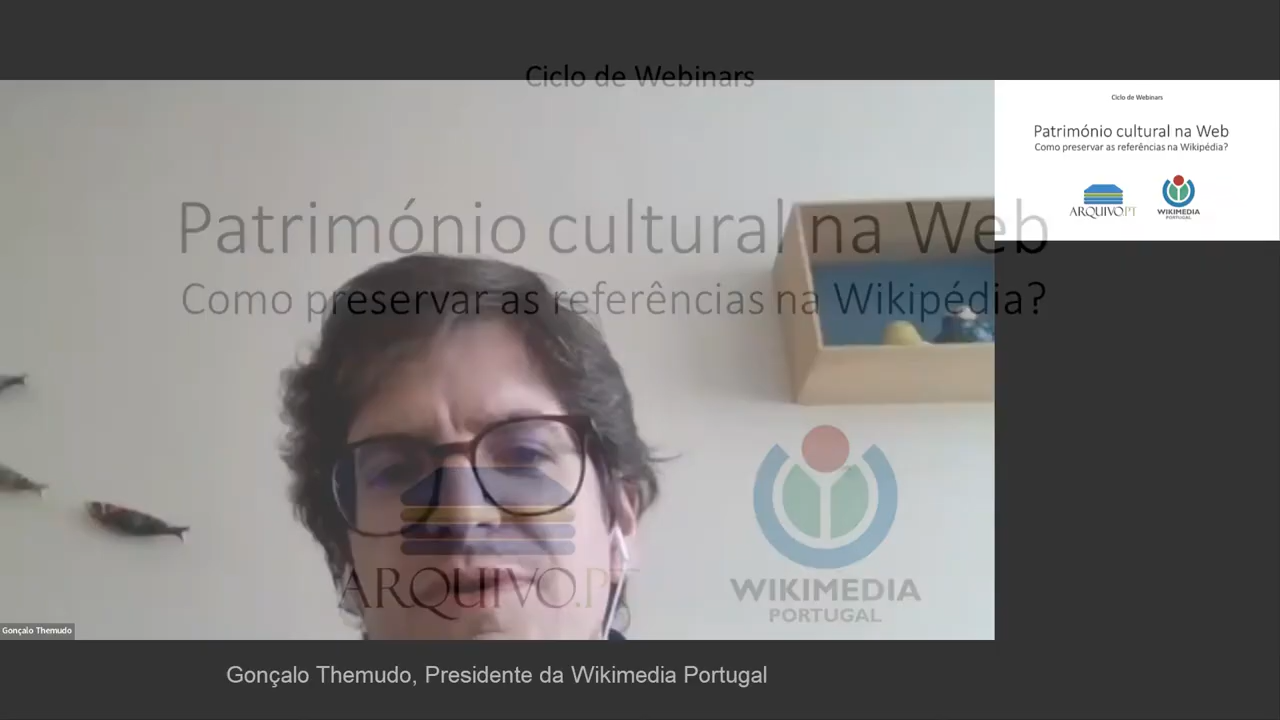 Ciclo de Webinars
Património cultural na Web
Como preservar as referências na Wikipédia?
ARQUIVO.PT
WIKIMEDIA
PORTUGAL
Ciclo de Webinars
Património cultural na Web
Como preservar as referências na Wikipédia?
ARQUIVO.PT
WIKIMEDIA
PORTUGAL
Gonçalo Themudo
Gonçalo Themudo, Presidente da Wikimedia Portugal